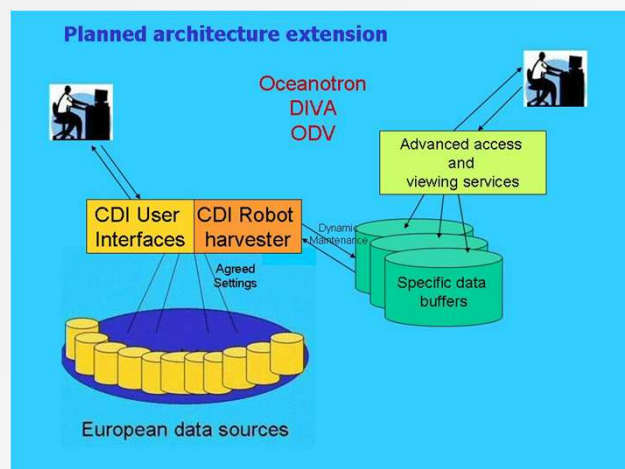 Planned architecture extension
Oceanotron
DIVA
ODV
Advanced access
and
viewing services
CDI User
Interfaces
CDI Robot
harvester
Dynamic
Maintenance
Agreed
Settings
Specific data
buffers
European data sources